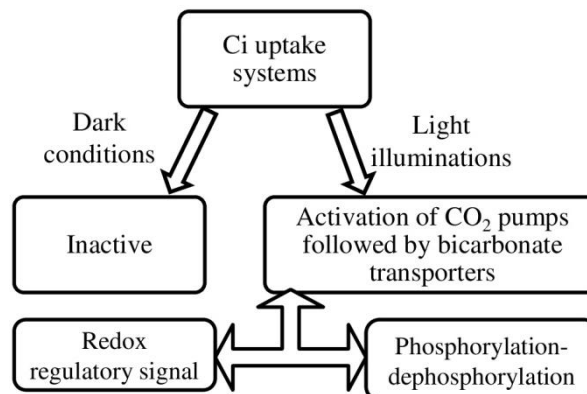 Ci uptake
systems
Dark
conditions
Light
illuminations
Inactive
Activation of CO₂ pumps
followed by bicarbonate
transporters
Redox
regulatory signal
Phosphorylation-
dephosphorylation